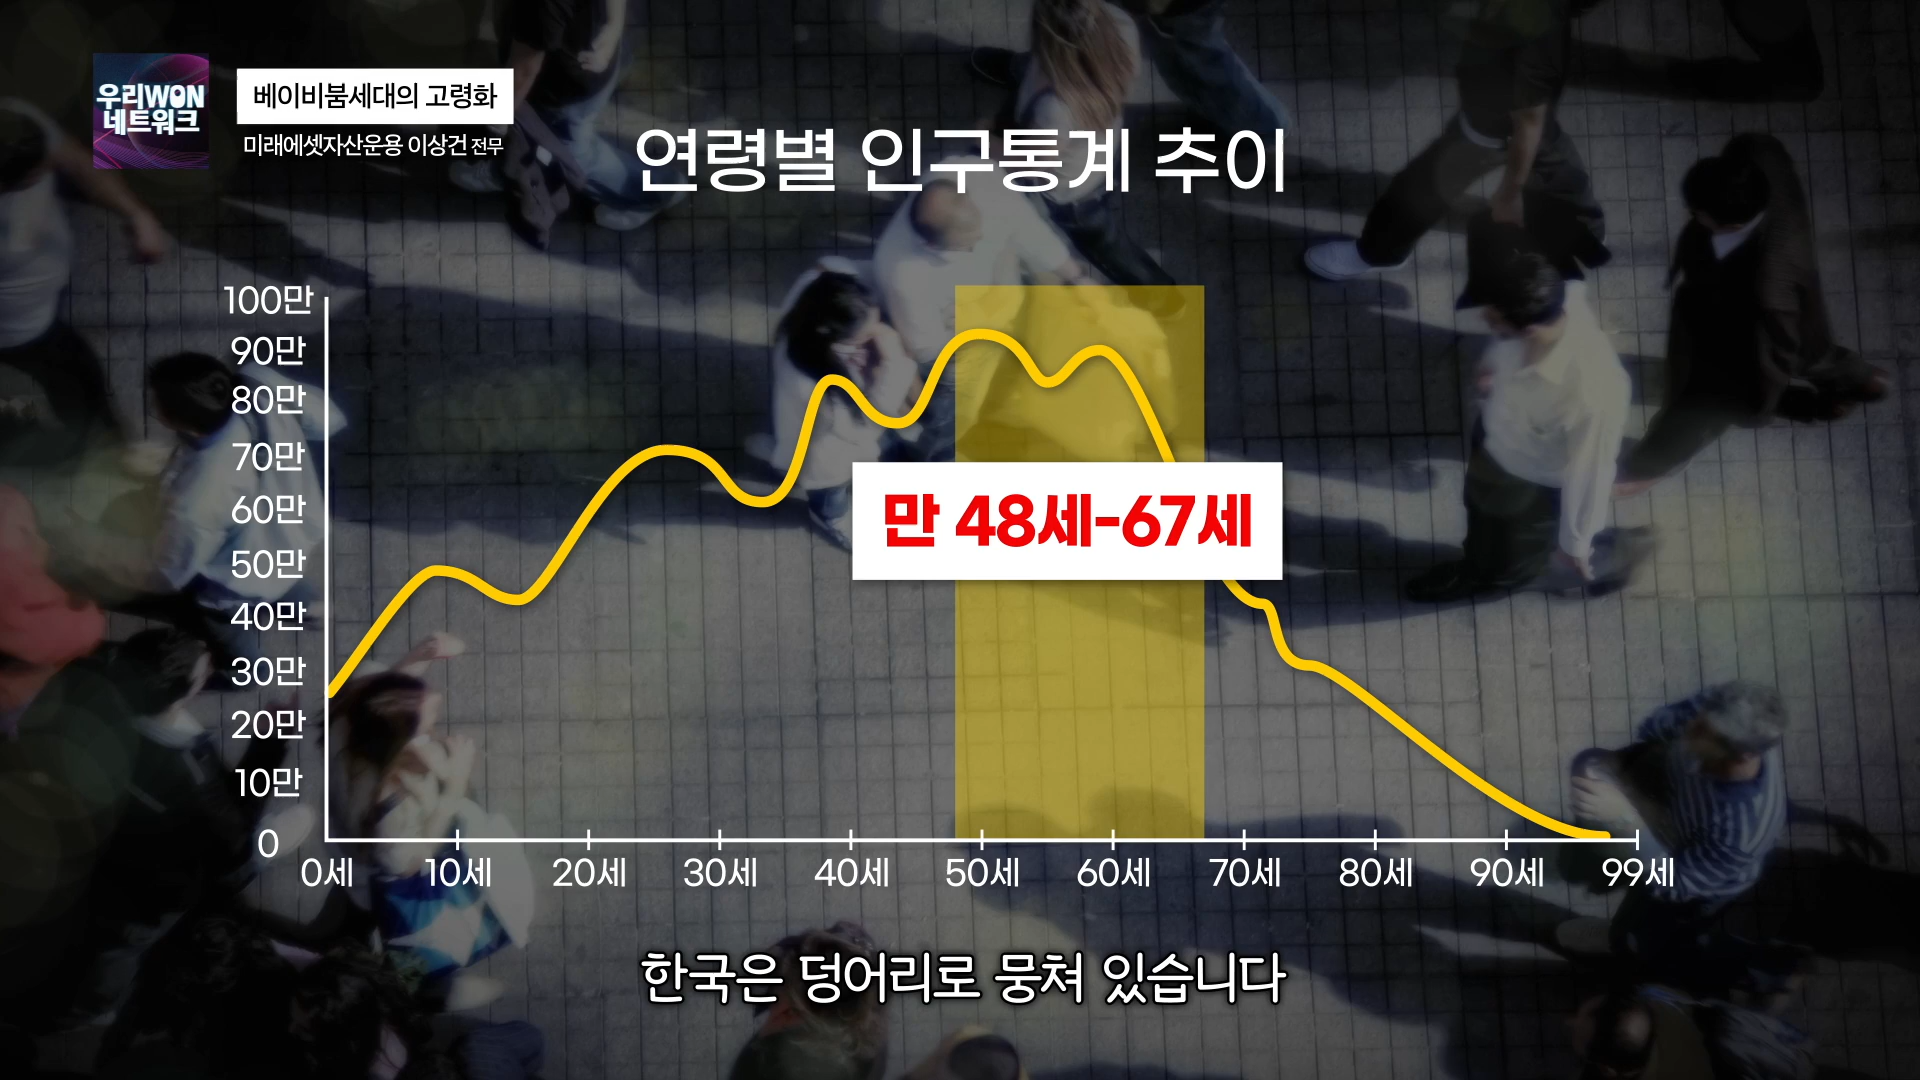 우리WON
네트워크
베이비붐세대의 고령화
미래에셋자산운용 이상건 전무
연령별 인구통계 추이
100만
90만
80만
70만
60만
50만
40만
30만
20만
10만
0
만 48세-67세
0세 10세 20세 30세 40세 50세 60세 70세 80세 90세 99세
한국은 덩어리로 뭉쳐 있습니다